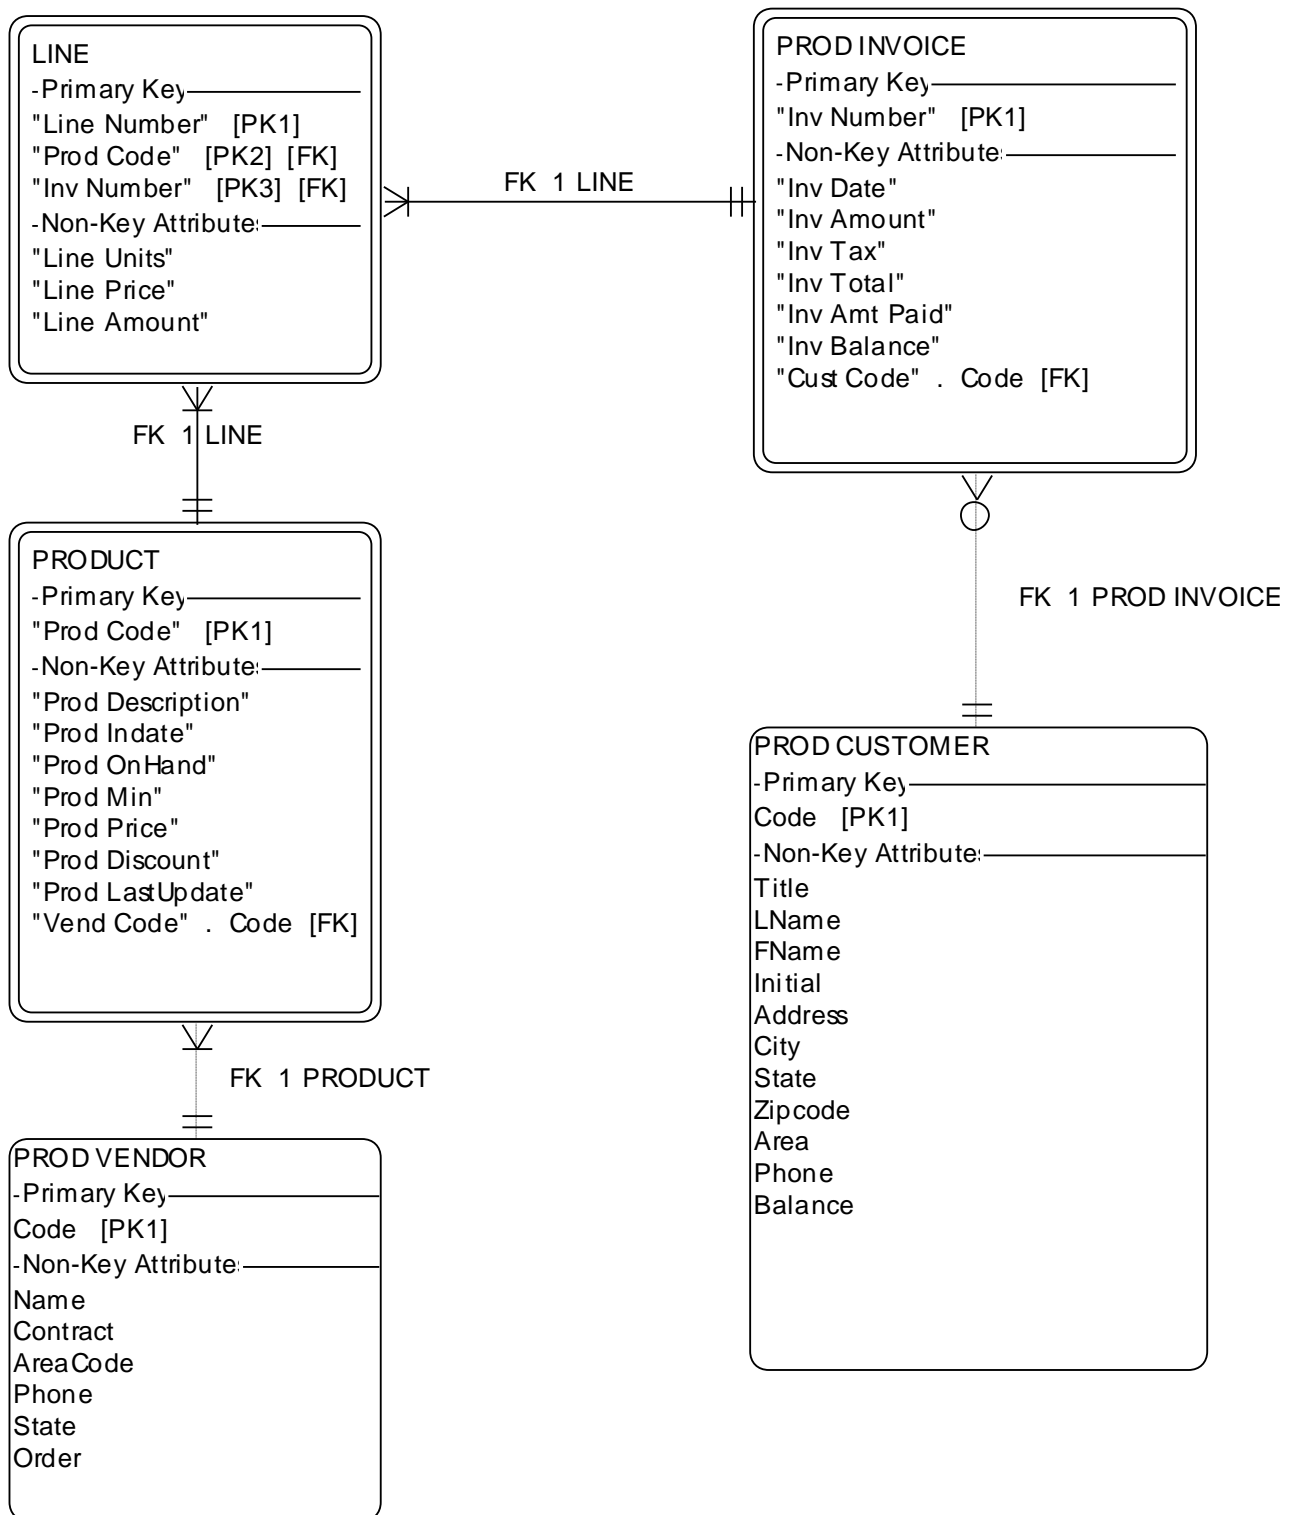 LINE
-Primary Key
"Line Number" [PK1]
"Prod Code" [PK2] [FK]
"Inv Number" [PK3] [FK]
-Non-Key Attribute
"Line Units"
"Line Price"
"Line Amount"
FK 1 LINE
PROD INVOICE
-Primary Key
"Inv Number" [PK1]
-Non-Key Attribute
"Inv Date"
"Inv Amount"
"Inv Tax"
"Inv Total"
"Inv Amt Paid"
"Inv Balance"
"Cust Code" . Code [FK]
FK 1 LINE
PRODUCT
-Primary Key
"Prod Code" [PK1]
-Non-Key Attribute
"Prod Description"
"Prod Indate"
"Prod OnHand"
"Prod Min"
"Prod Price"
"Prod Discount"
"Prod LastUpdate"
"Vend Code" . Code [FK]
FK 1 PROD INVOICE
PROD CUSTOMER
-Primary Key
Code [PK1]
-Non-Key Attribute
Title
LName
FName
Initial
Address
City
State
Zipcode
Area
Phone
Balance
FK 1 PRODUCT
PROD VENDOR
-Primary Key
Code [PK1]
-Non-Key Attribute
Name
Contract
AreaCode
Phone
State
Order